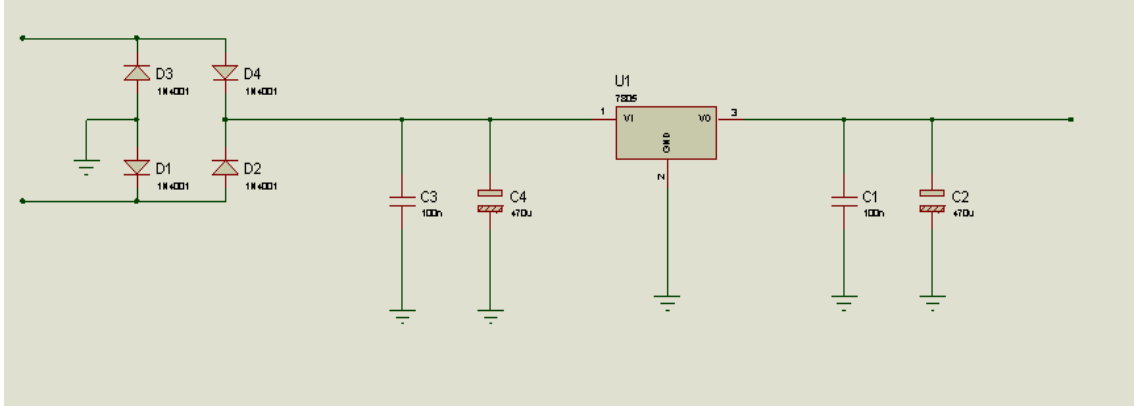 D3
1N4001
D4
1N4001
U1
7805
1
VI
VO
3
GND
2
D1
1N4001
D2
1N4001
C3
100n
C4
470u
C1
100n
C2
470u